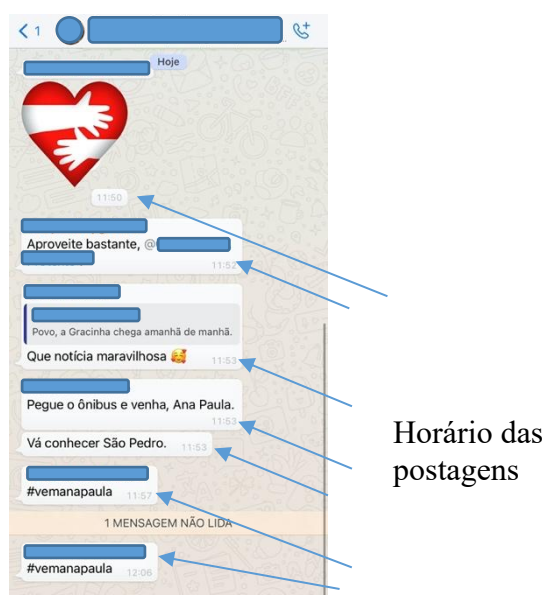 1
Hoje
11:50
Aproveite bastante, @
11:52
Povo, a Gracinha chega amanhã de manhã.
Que notícia maravilhosa 🥰 11:53
Pegue o ônibus e venha, Ana Paula.
11:53
Vá conhecer São Pedro. 11:53
#vemanapaula 11:57
1 MENSAGEM NÃO LIDA
#vemanapaula 12:06
Horário das
postagens